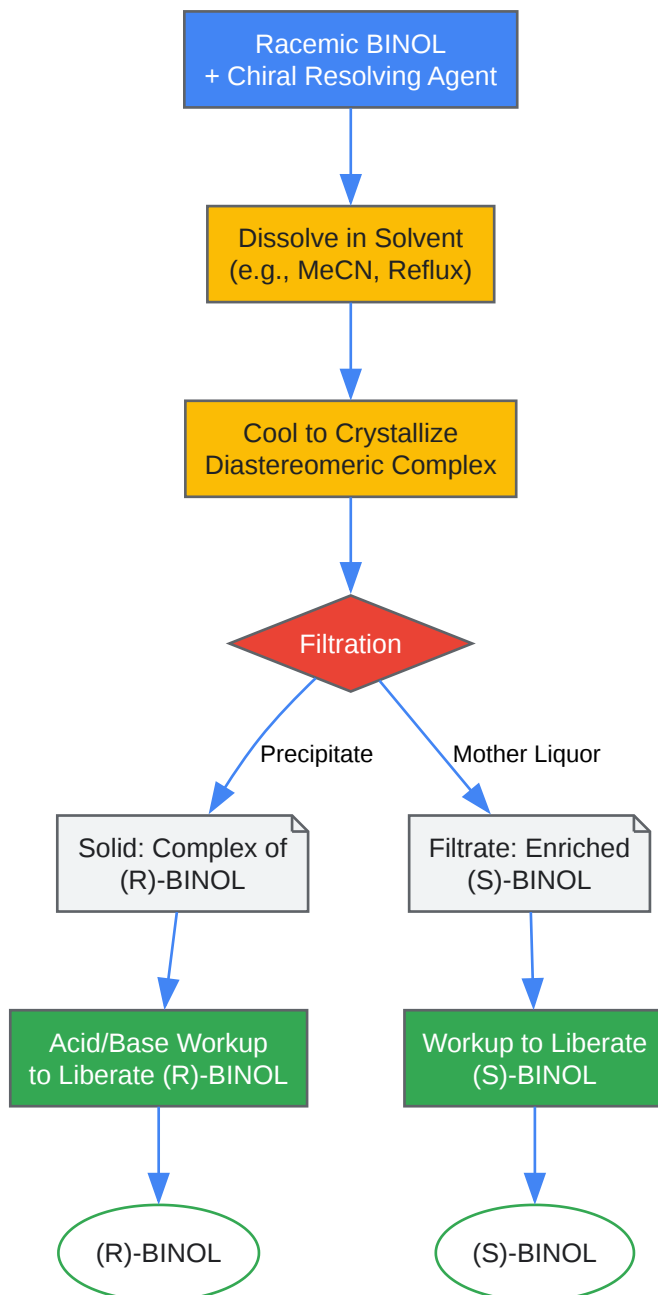 Racemic BINOL
+ Chiral Resolving Agent
Dissolve in Solvent
(e.g., MeCN, Reflux)
Cool to Crystallize
Diastereomeric Complex
Filtration
Precipitate
Mother Liquor
Solid: Complex of
(R)-BINOL
Filtrate: Enriched
(S)-BINOL
Acid/Base Workup
to Liberate (R)-BINOL
Workup to Liberate
(S)-BINOL
(R)-BINOL
(S)-BINOL